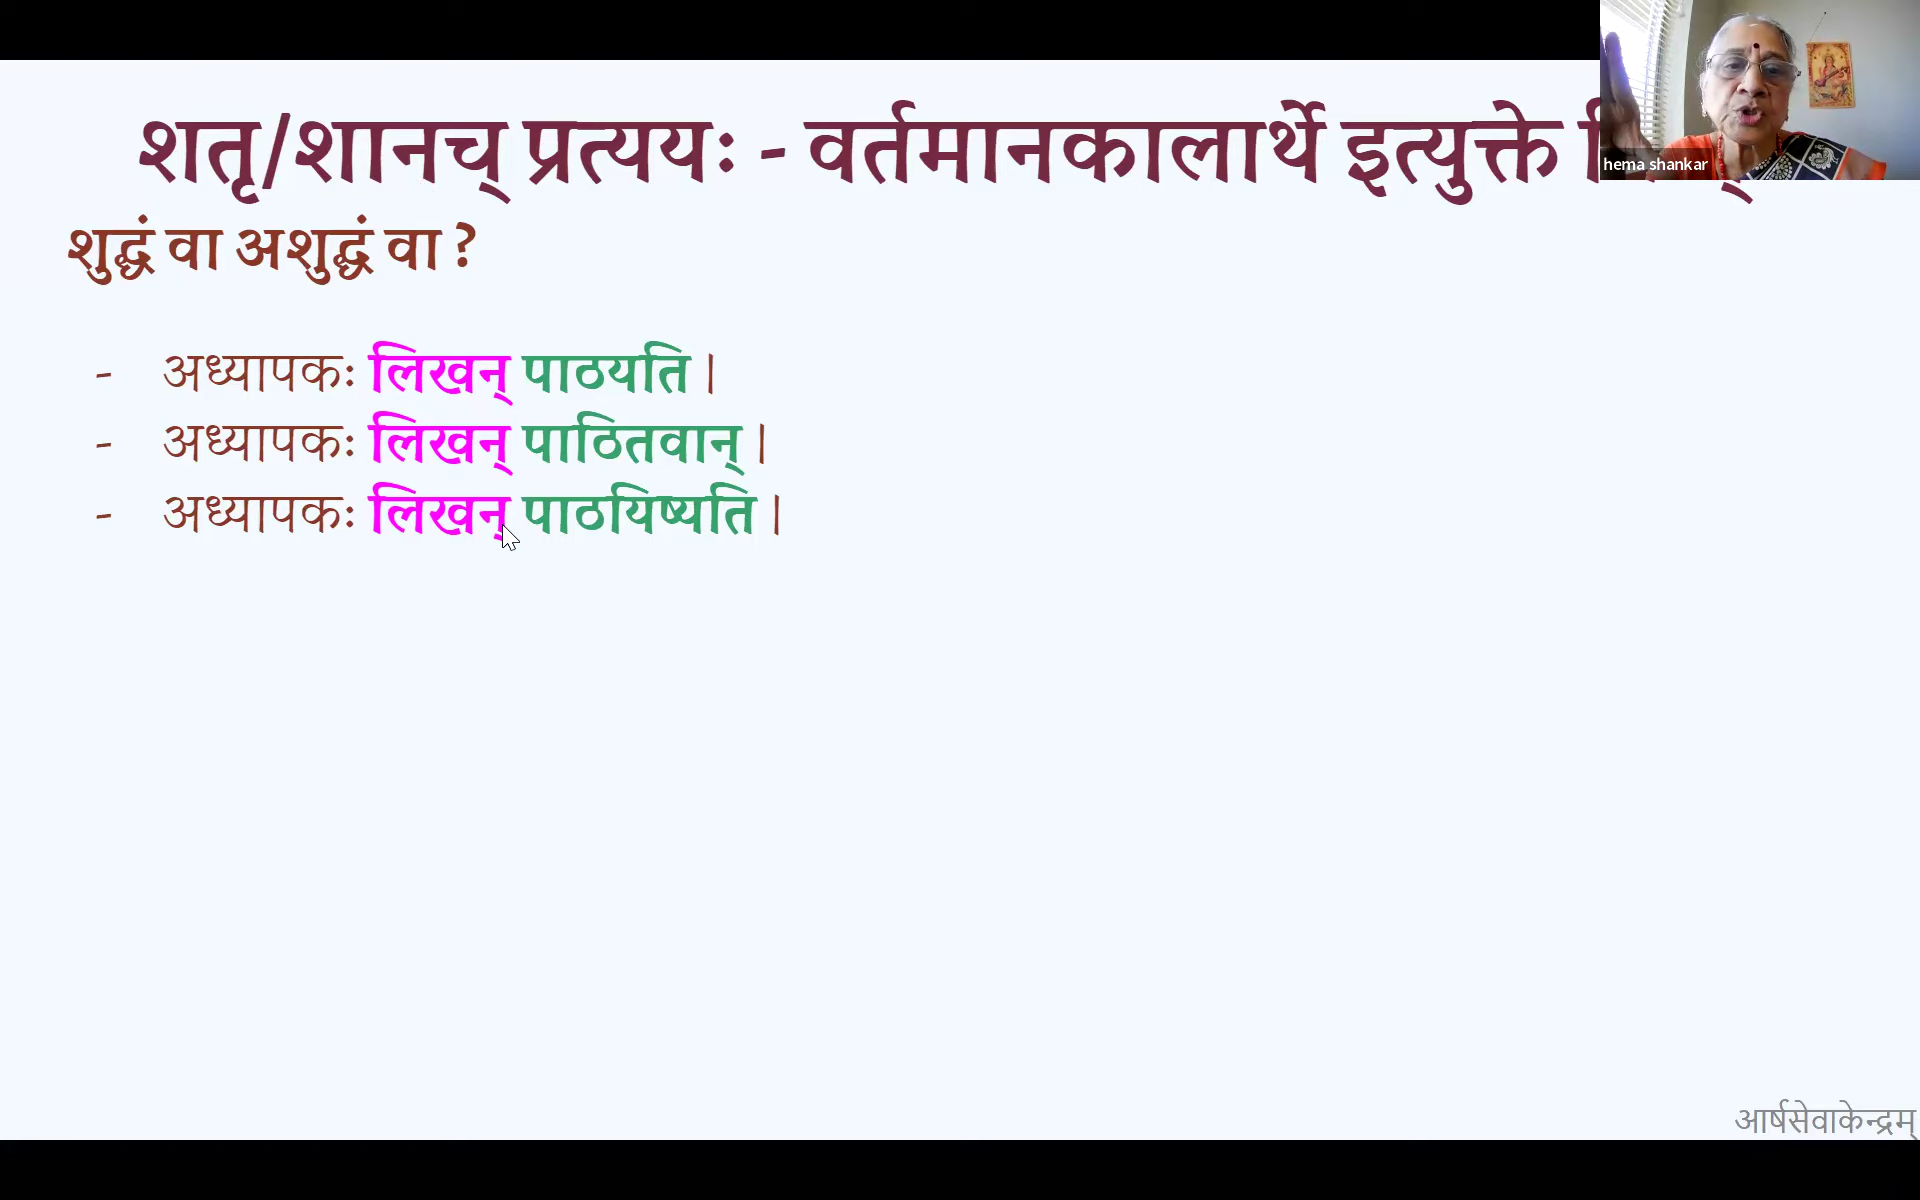 शतृ/शानच् प्रत्ययः - वर्तमानकालार्थे इत्युक्ते
hema shankar
शुद्धं वा अशुद्धं वा ?
- अध्यापकः लिखन् पाठयति ।
- अध्यापकः लिखन् पाठितवान् ।
- अध्यापकः लिखन् पाठयिष्यति ।
आर्षसेवाकेन्द्रम्